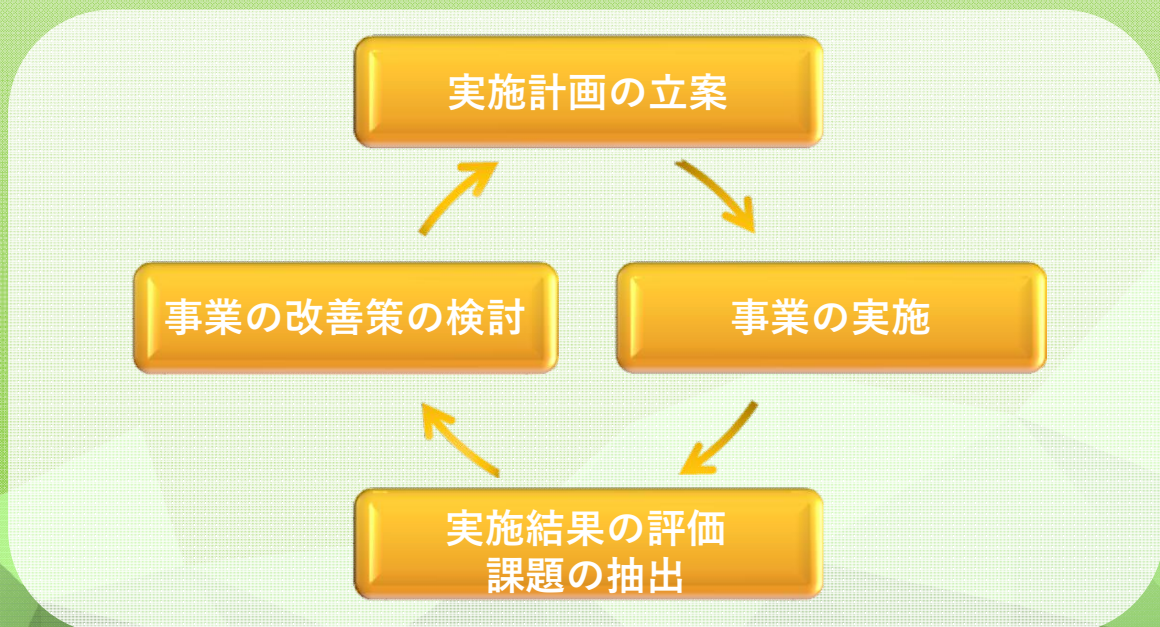 実施計画の立案
事業の改善策の検討
事業の実施
実施結果の評価
課題の抽出